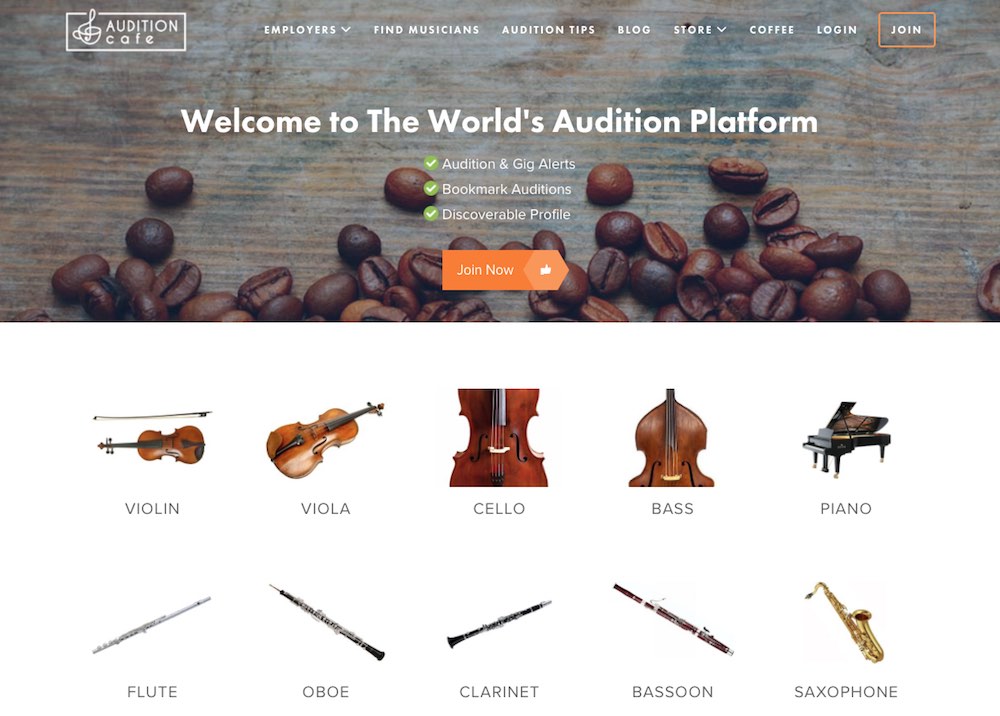 AUDITION
cafe
EMPLOYERS FIND MUSICIANS AUDITION TIPS BLOG STORE COFFEE LOGIN JOIN
Welcome to The World's Audition Platform
Audition & Gig Alerts
Bookmark Auditions
Discoverable Profile
Join Now
VIOLIN VIOLA CELLO BASS PIANO
FLUTE OBOE CLARINET BASSOON SAXOPHONE